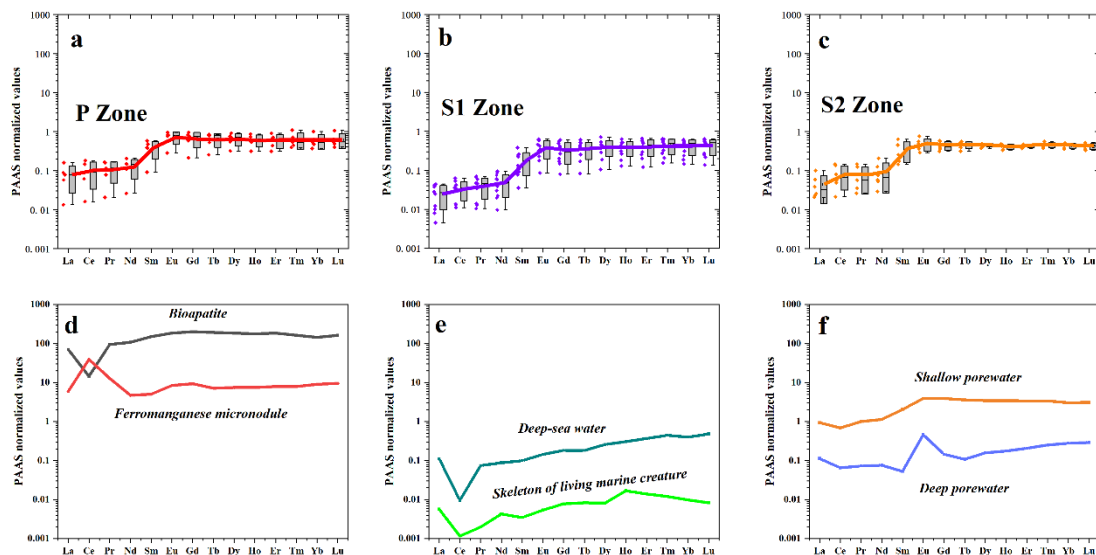 a
P Zone
PAAS normalized values
1000
100
10
1
0.1
0.01
0.001
La Ce Pr Nd Sm Eu Gd Tb Dy Ho Er Tm Yb Lu
b
S1 Zone
PAAS normalized values
1000
100
10
1
0.1
0.01
0.001
La Ce Pr Nd Sm Eu Gd Tb Dy Ho Er Tm Yb Lu
c
S2 Zone
PAAS normalized values
1000
100
10
1
0.1
0.01
0.001
La Ce Pr Nd Sm Eu Gd Tb Dy Ho Er Tm Yb Lu
d
Bioapatite
Ferromanganese micronodule
PAAS normalized values
1000
100
10
1
0.1
0.01
0.001
La Ce Pr Nd Sm Eu Gd Tb Dy Ho Er Tm Yb Lu
e
Deep-sea water
Skeleton of living marine creature
PAAS normalized values
1000
100
10
1
0.1
0.01
0.001
La Ce Pr Nd Sm Eu Gd Tb Dy Ho Er Tm Yb Lu
f
Shallow porewater
Deep porewater
PAAS normalized values
1000
100
10
1
0.1
0.01
0.001
La Ce Pr Nd Sm Eu Gd Tb Dy Ho Er Tm Yb Lu